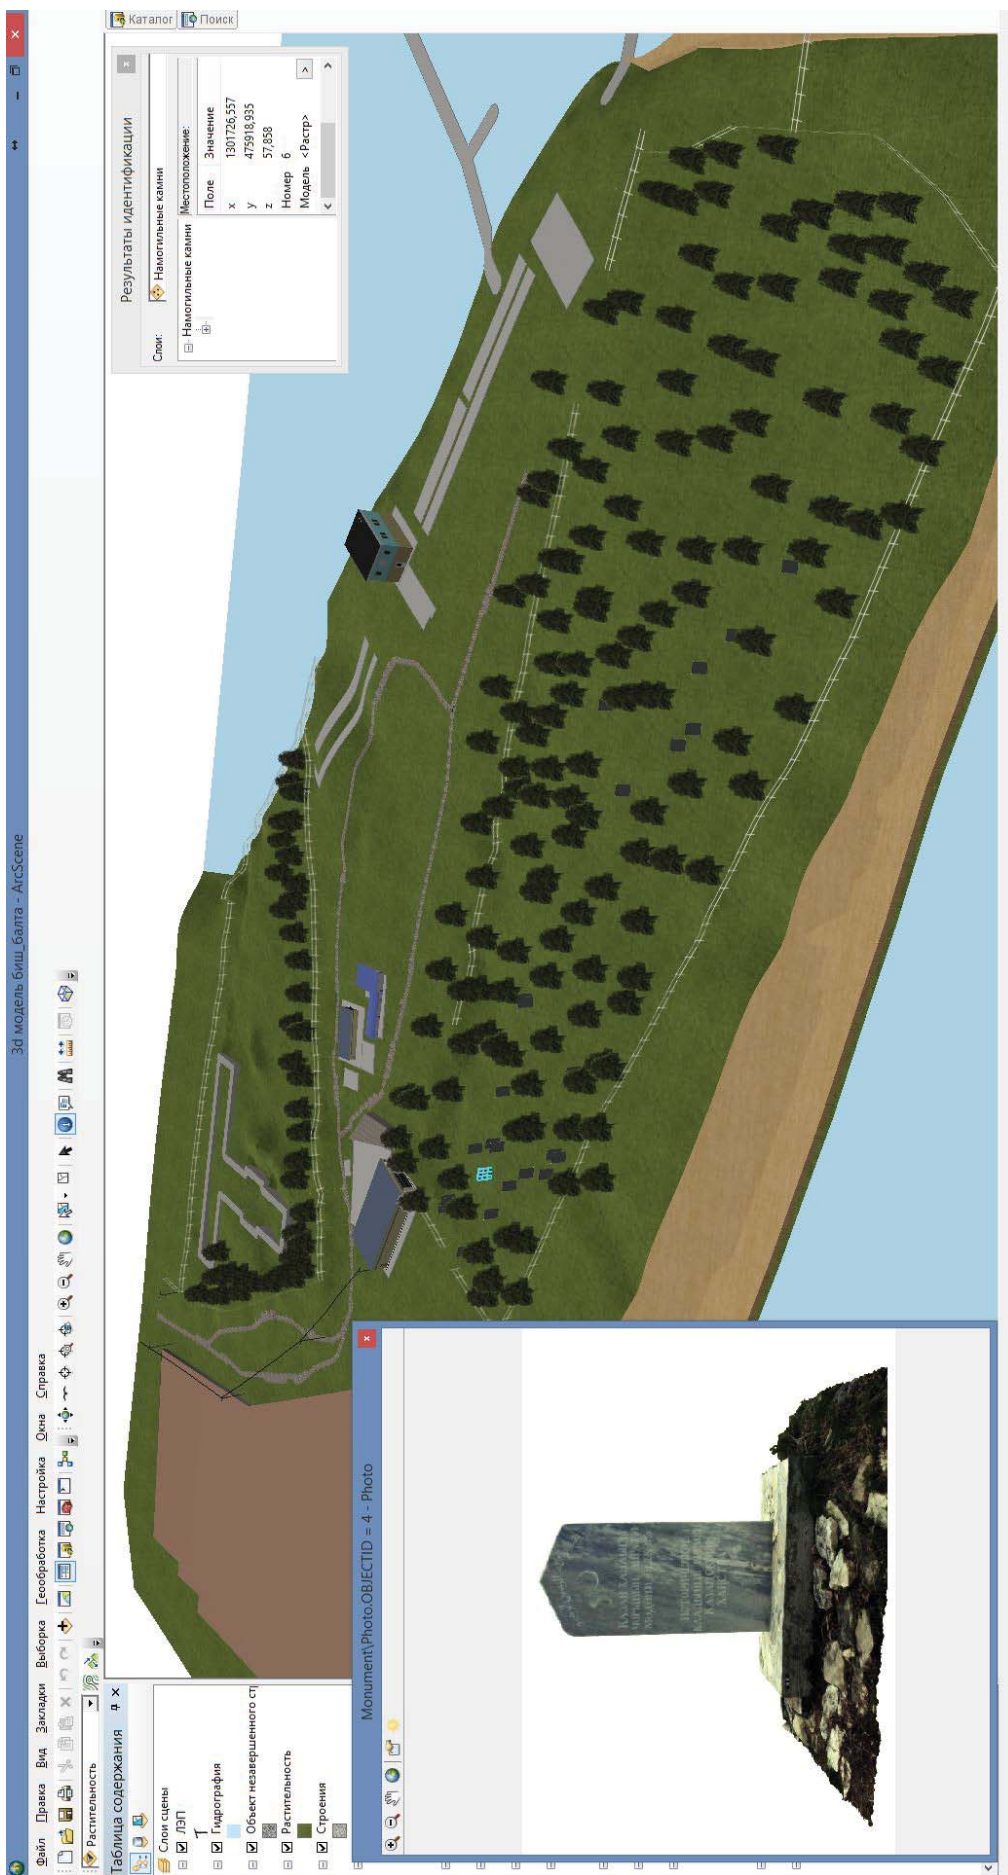 3d модель биш_балта - ArcScene
Файл Правка Вид Закладки Выборка Геообработка Настройка Окна Справка
Растительность
Таблица содержания
Слои сцены
ЛЭП
Гидрография
Объект незавершенного ст
Растительность
Строения
Каталог Поиск
Результаты идентификации
Слои: Намогильные камни
Намогильные камни
Местоположение:
Поле Значение
x 1301726,557
y 475918,935
z 57,858
Номер 6
Модель <Растр>
Monument\Photo.OBJECTID = 4 - Photo